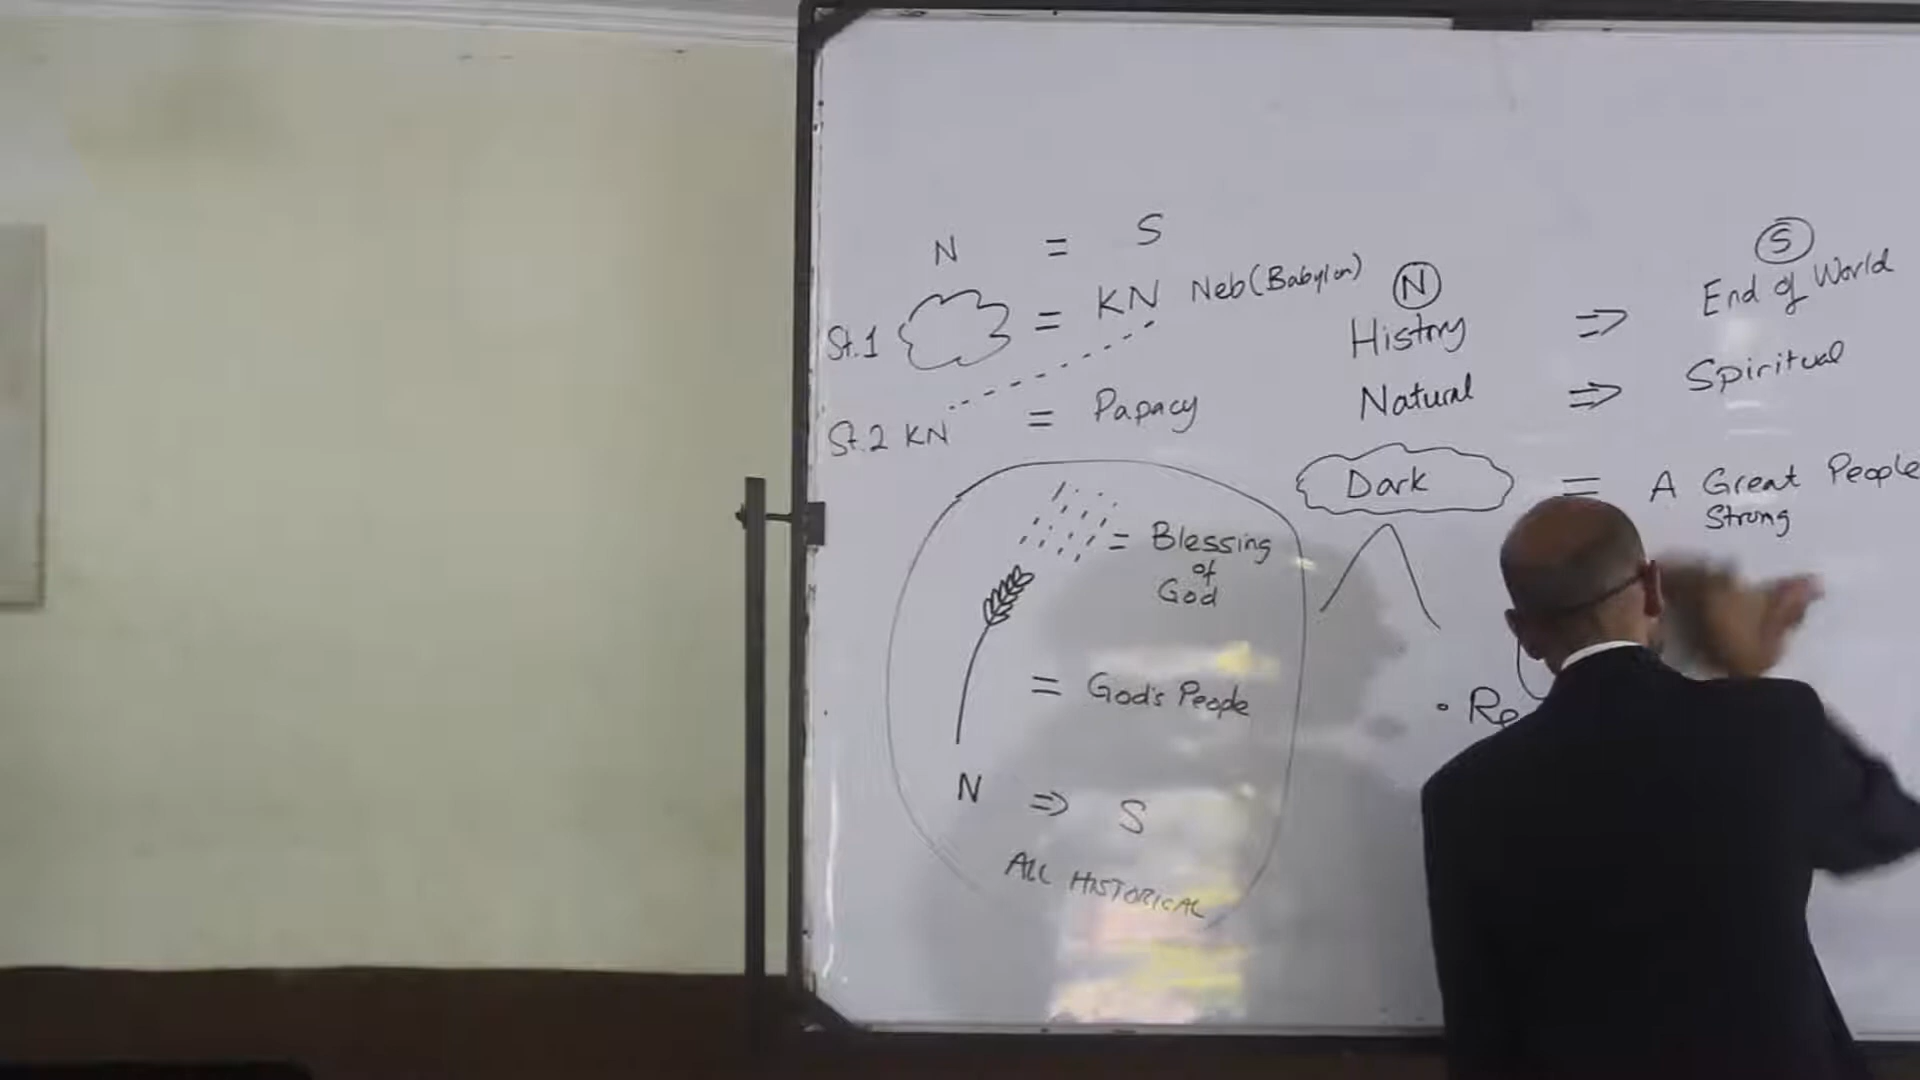 N = S
St.1 = KN Neb (Babylon)
St.2 KN = Papacy
= Blessing
of
God
= God's People
N ⇒ S
ALL HISTORICAL
N S
History ⇒ End of World
Natural ⇒ Spiritual
Dark = A Great People
Strong
• Re